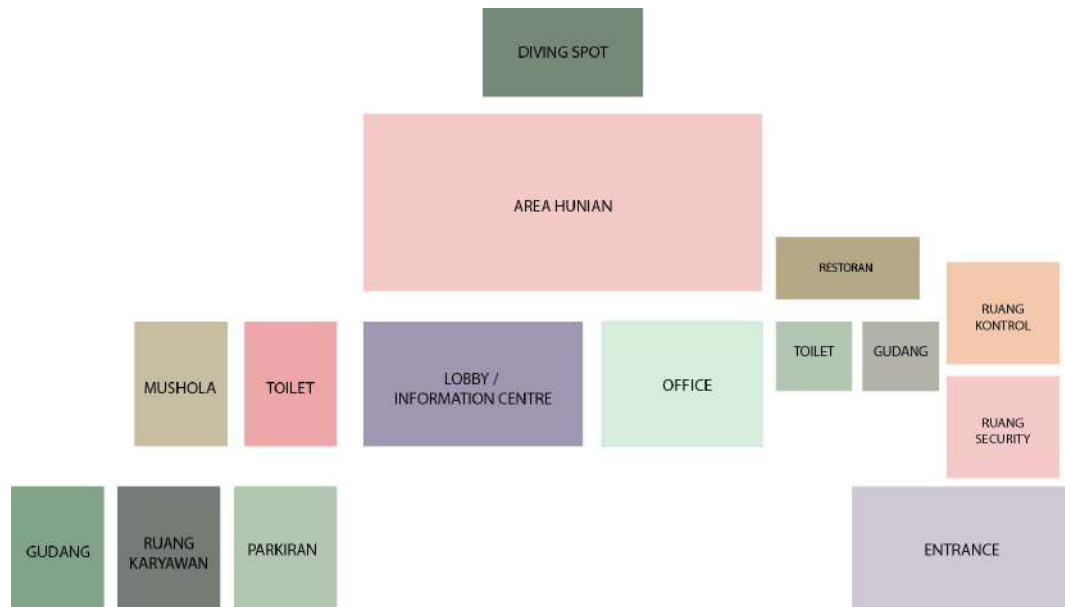 DIVING SPOT
AREA HUNIAN
RESTORAN
RUANG
KONTROL
MUSHOLA
TOILET
LOBBY /
INFORMATION CENTRE
OFFICE
TOILET
GUDANG
RUANG
SECURITY
GUDANG
RUANG
KARYAWAN
PARKIRAN
ENTRANCE